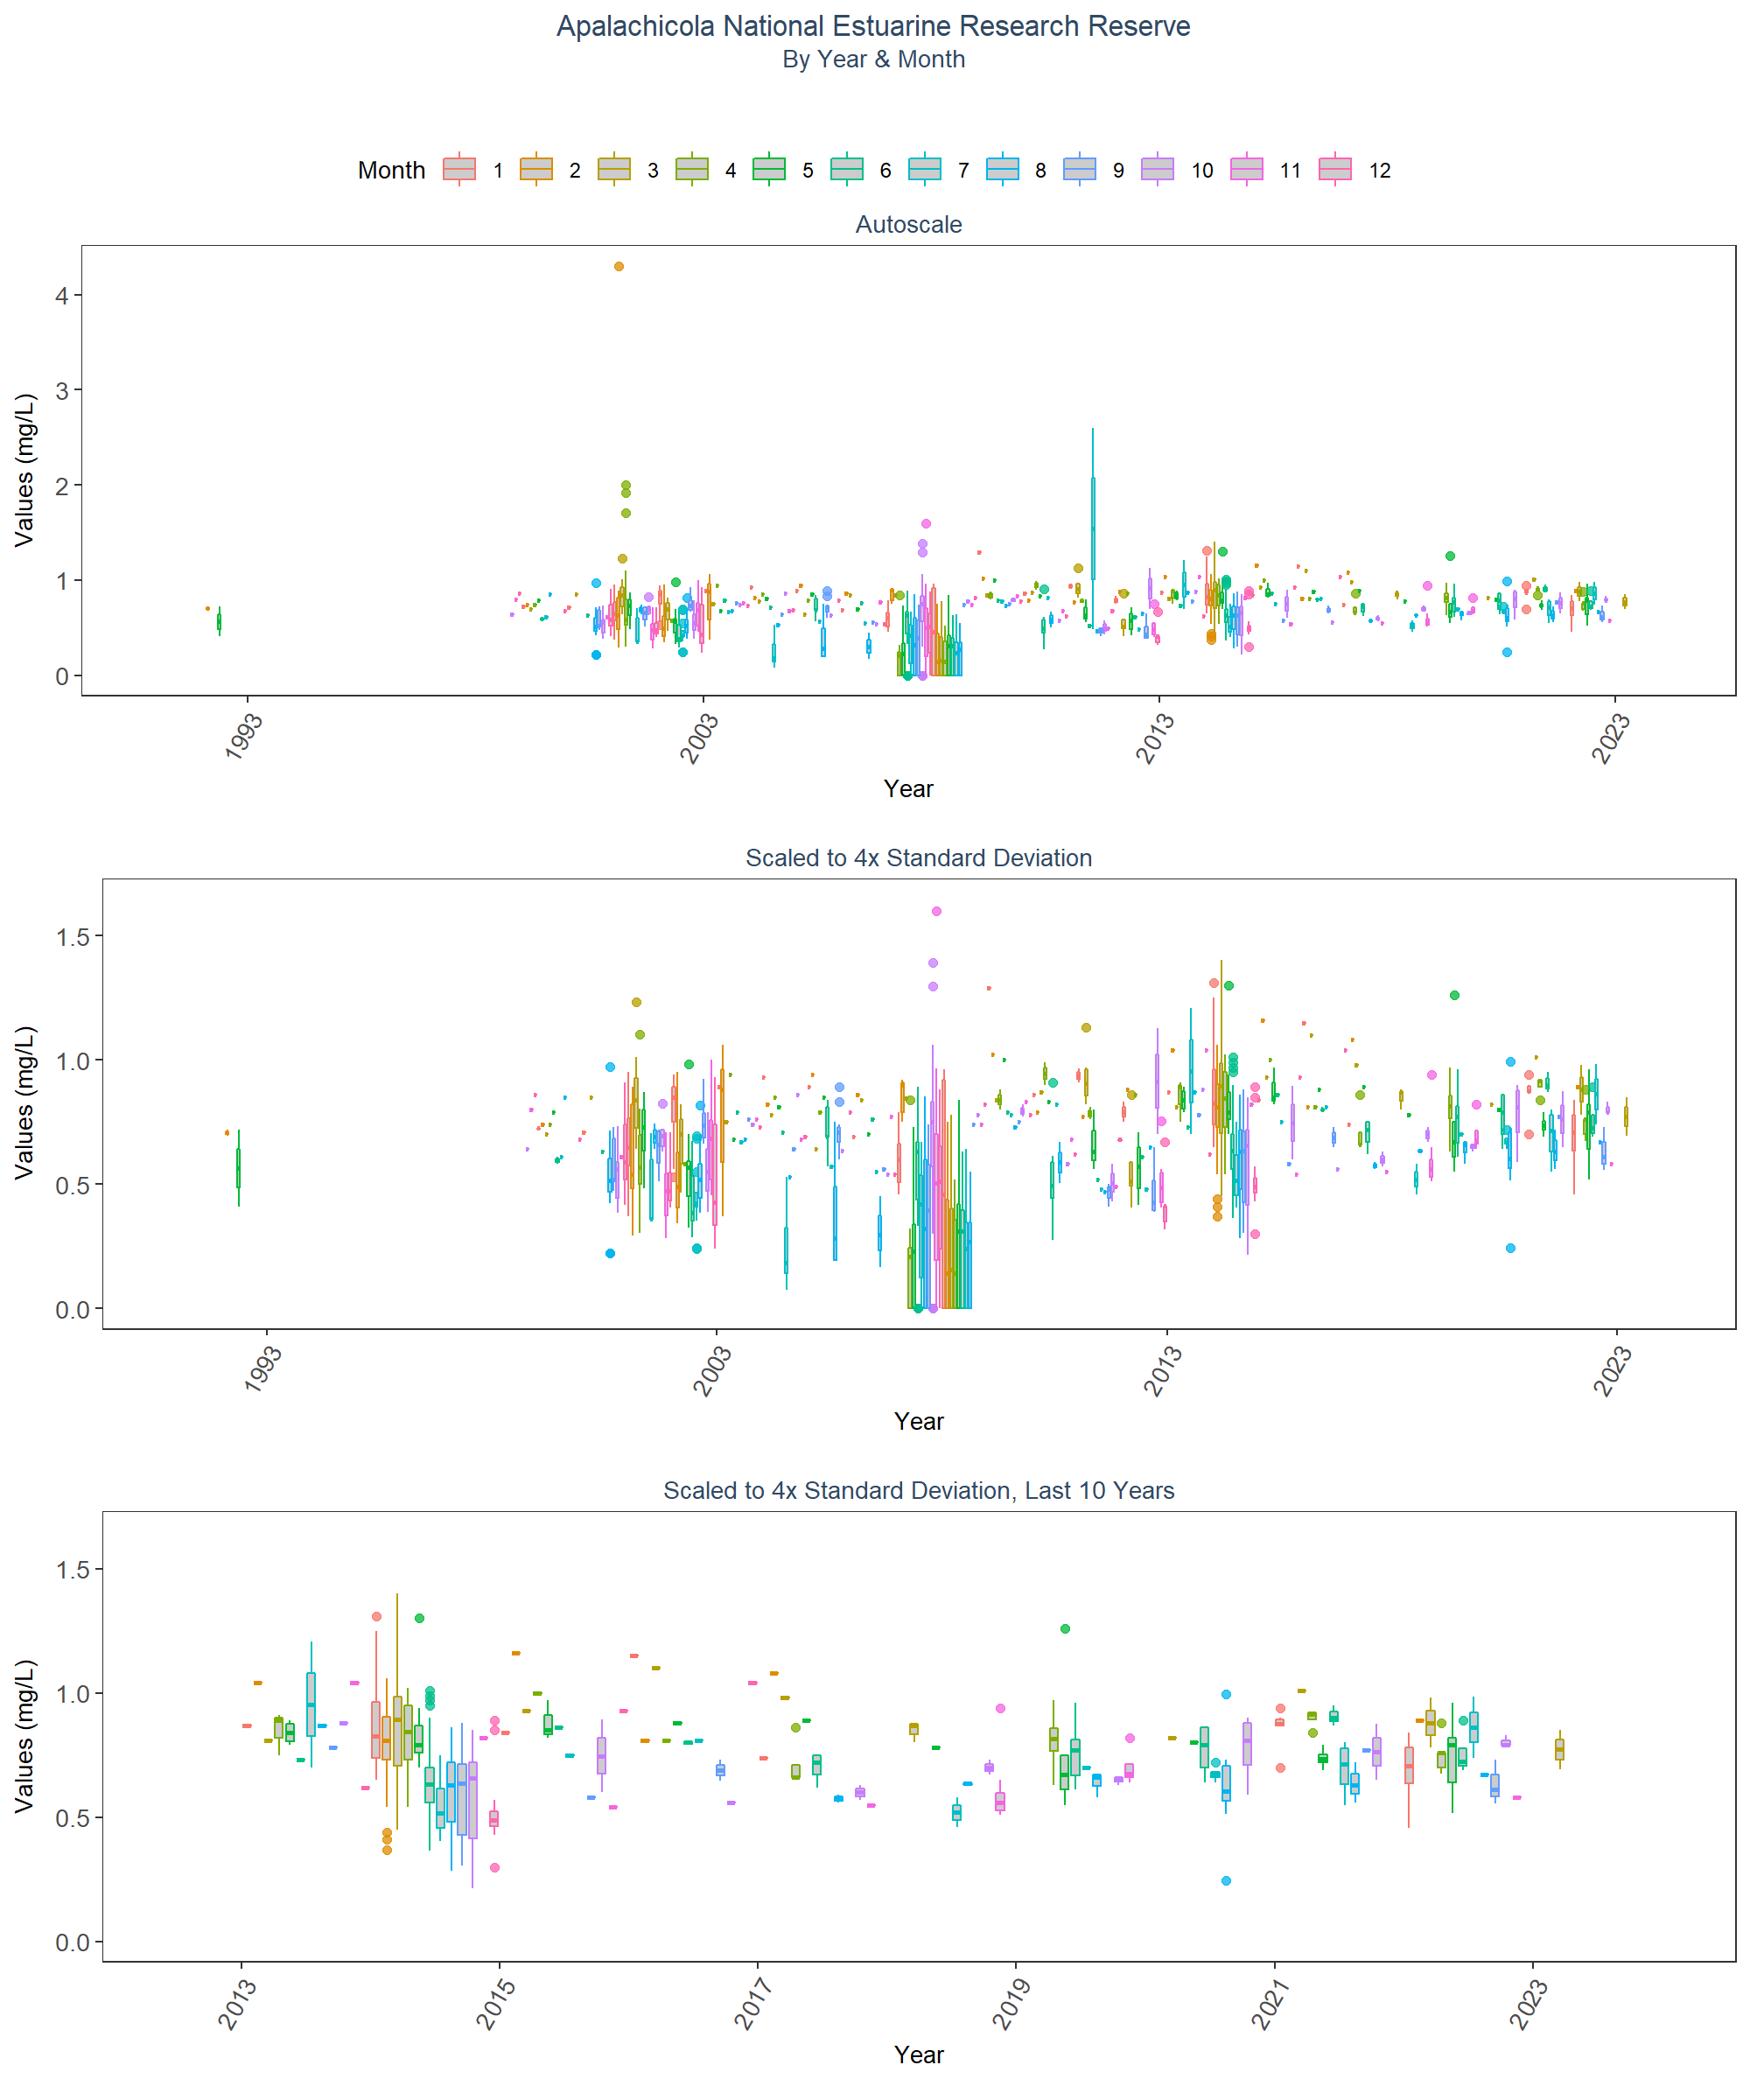 Apalachicola National Estuarine Research Reserve
By Year & Month
Month 1 2 3 4 5 6 7 8 9 10 11 12
Autoscale
Values (mg/L)
4
3
2
1
0
1993 2003 2013 2023
Year
Scaled to 4x Standard Deviation
Values (mg/L)
1.5
1.0
0.5
0.0
1993 2003 2013 2023
Year
Scaled to 4x Standard Deviation, Last 10 Years
Values (mg/L)
1.5
1.0
0.5
0.0
2013 2015 2017 2019 2021 2023
Year